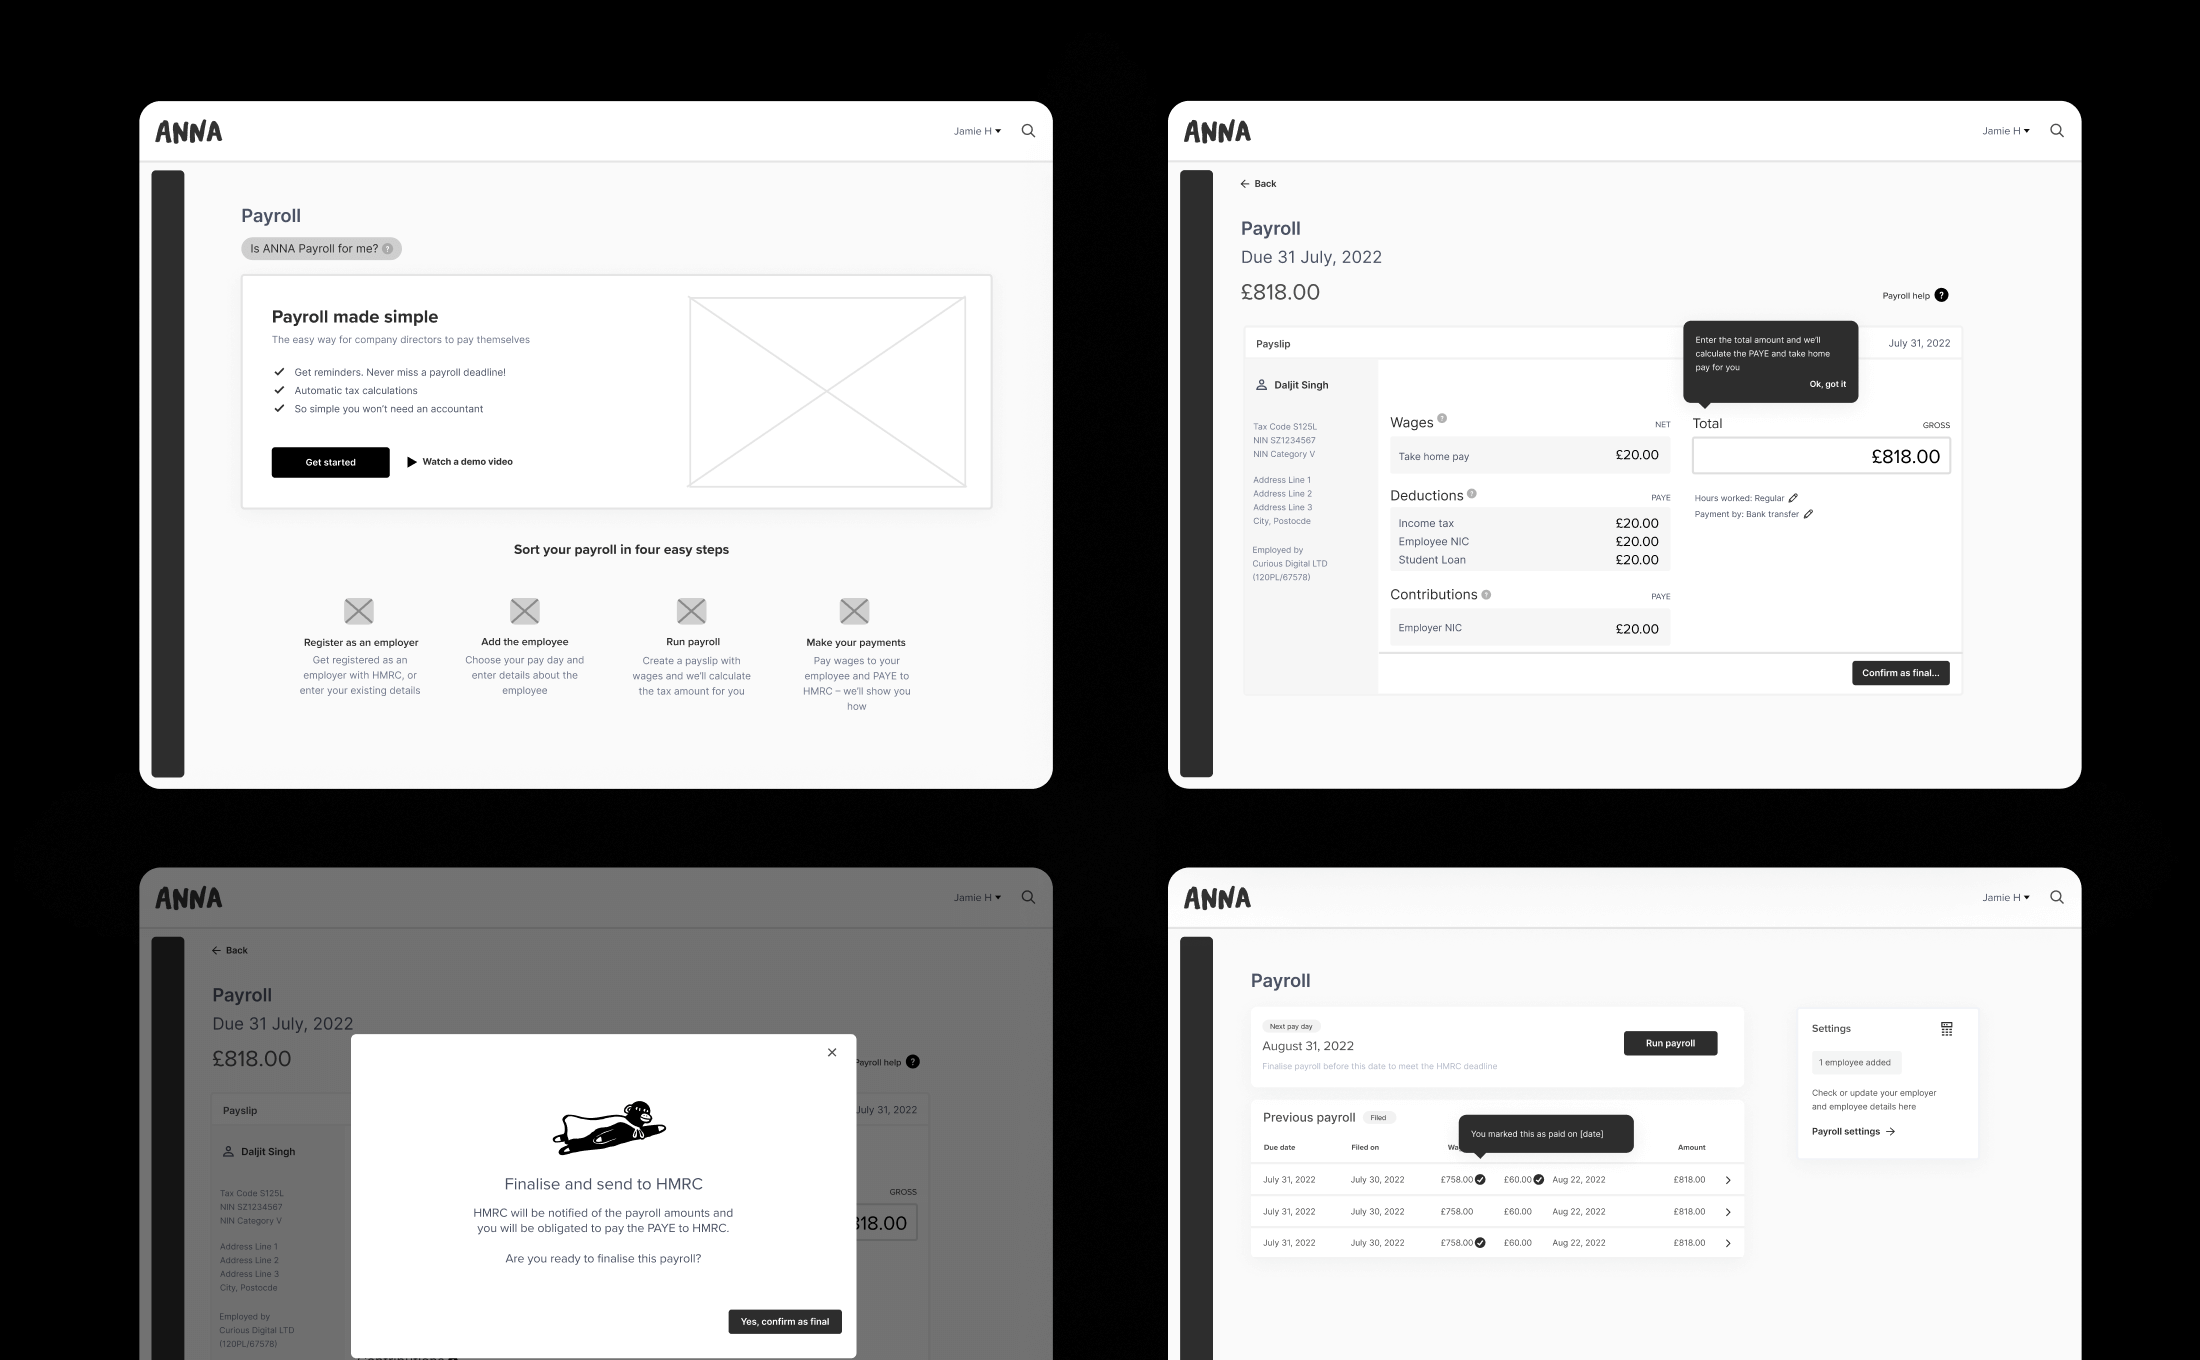 ANNA
Jamie H
Payroll
Is ANNA Payroll for me? ?
Payroll made simple
The easy way for company directors to pay themselves
Get reminders. Never miss a payroll deadline!
Automatic tax calculations
So simple you won't need an accountant
Get started
Watch a demo video
Sort your payroll in four easy steps
Register as an employer
Get registered as an
employer with HMRC, or
enter your existing details
Add the employee
Choose your pay day and
enter details about the
employee
Run payroll
Create a payslip with
wages and we'll calculate
the tax amount for you
Make your payments
Pay wages to your
employee and PAYE to
HMRC – we'll show you
how
ANNA
Jamie H
Back
Payroll
Due 31 July, 2022
£818.00
Payroll help ?
Payslip
July 31, 2022
Enter the total amount and we'll
calculate the PAYE and take home
pay for you
Ok, got it
Daljit Singh
Tax Code S125L
NIN SZ1234567
NIN Category V
Address Line 1
Address Line 2
Address Line 3
City, Postocde
Employed by
Curious Digital LTD
(120PL/67578)
Wages ? NET
Take home pay £20.00
Deductions ? PAYE
Income tax £20.00
Employee NIC £20.00
Student Loan £20.00
Contributions ? PAYE
Employer NIC £20.00
Total GROSS
£818.00
Hours worked: Regular
Payment by: Bank transfer
Confirm as final...
ANNA
Jamie H
Back
Payroll
Due 31 July, 2022
£818.00
Payroll help ?
Payslip
July 31, 2022
Daljit Singh
Tax Code S125L
NIN SZ1234567
NIN Category V
Address Line 1
Address Line 2
Address Line 3
City, Postocde
Employed by
Curious Digital LTD
(120PL/67578)
GROSS
318.00
Finalise and send to HMRC
HMRC will be notified of the payroll amounts and
you will be obligated to pay the PAYE to HMRC.
Are you ready to finalise this payroll?
Yes, confirm as final
ANNA
Jamie H
Payroll
Next pay day
August 31, 2022
Finalise payroll before this date to meet the HMRC deadline
Run payroll
Previous payroll Filed
You marked this as paid on [date]
Due date Filed on Wa Amount
July 31, 2022 July 30, 2022 £758.00 £60.00 Aug 22, 2022 £818.00
July 31, 2022 July 30, 2022 £758.00 £60.00 Aug 22, 2022 £818.00
July 31, 2022 July 30, 2022 £758.00 £60.00 Aug 22, 2022 £818.00
Settings
1 employee added
Check or update your employer
and employee details here
Payroll settings